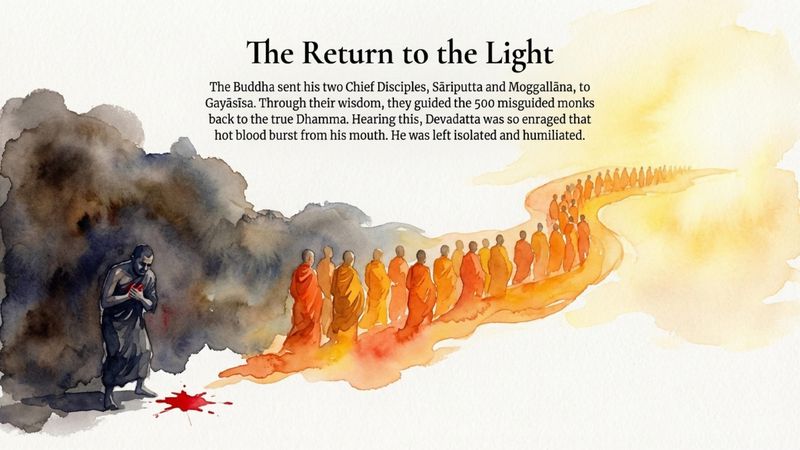 The Return to the Light
The Buddha sent his two Chief Disciples, Sāriputta and Moggallāna, to
Gayāsīsa. Through their wisdom, they guided the 500 misguided monks
back to the true Dhamma. Hearing this, Devadatta was so enraged that
hot blood burst from his mouth. He was left isolated and humiliated.